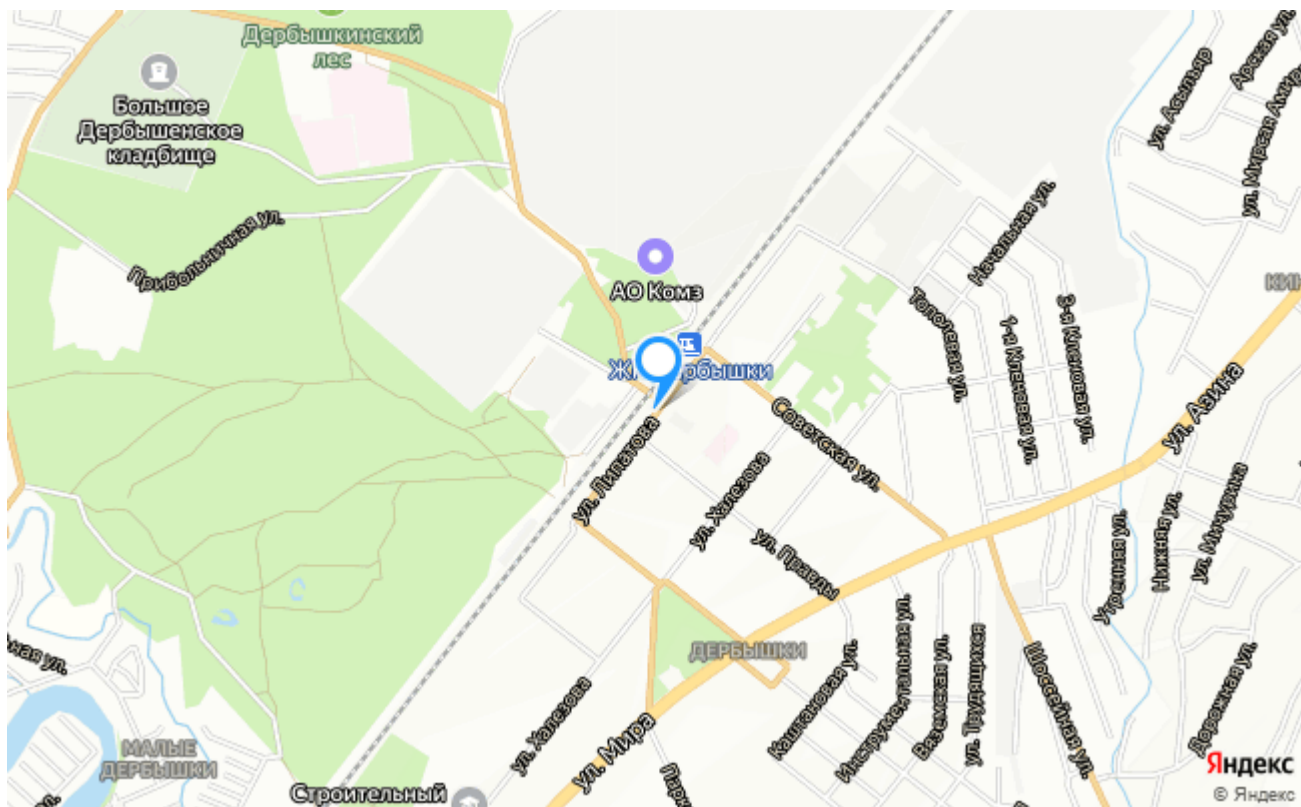 Дербышкинский
лес
Большое
Дербышенское
кладбище
ул. Асылъяр
Арская ул.
ул. Мирсая
Прибольничная ул.
АО Комз
Начальная ул.
Тополевая ул.
1-я Кленовая ул.
3-я Кленовая ул.
ул. Азина
Советская ул.
ул. Липатова
ул. Халезова
ул. Правды
Утренняя ул.
Нижняя ул.
ул. Мичурина
ДЕРБЫШКИ
Каштановая ул.
Инструментальная ул.
Вяземская ул.
ул. Трудящихся
Шоссейная ул.
Дорожная ул.
ул. Халезова
ул. Мира
МАЛЫЕ
ДЕРБЫШКИ
Строительный
Яндекс
© Яндекс